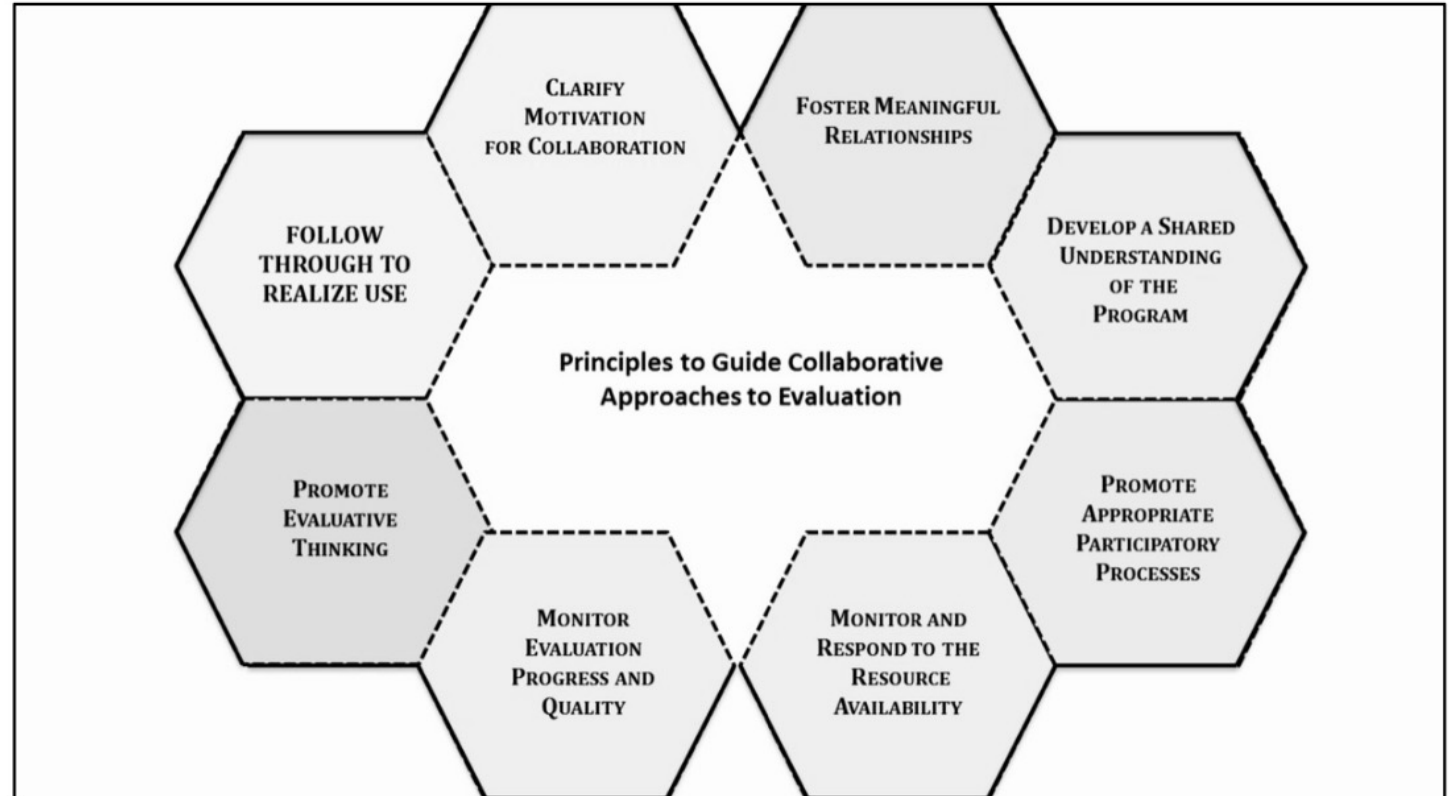 CLARIFY
MOTIVATION
FOR COLLABORATION
FOSTER MEANINGFUL
RELATIONSHIPS
DEVELOP A SHARED
UNDERSTANDING
OF THE
PROGRAM
PROMOTE
APPROPRIATE
PARTICIPATORY
PROCESSES
MONITOR AND
RESPOND TO THE
RESOURCE
AVAILABILITY
MONITOR
EVALUATION
PROGRESS AND
QUALITY
PROMOTE
EVALUATIVE
THINKING
FOLLOW
THROUGH TO
REALIZE USE
Principles to Guide Collaborative
Approaches to Evaluation